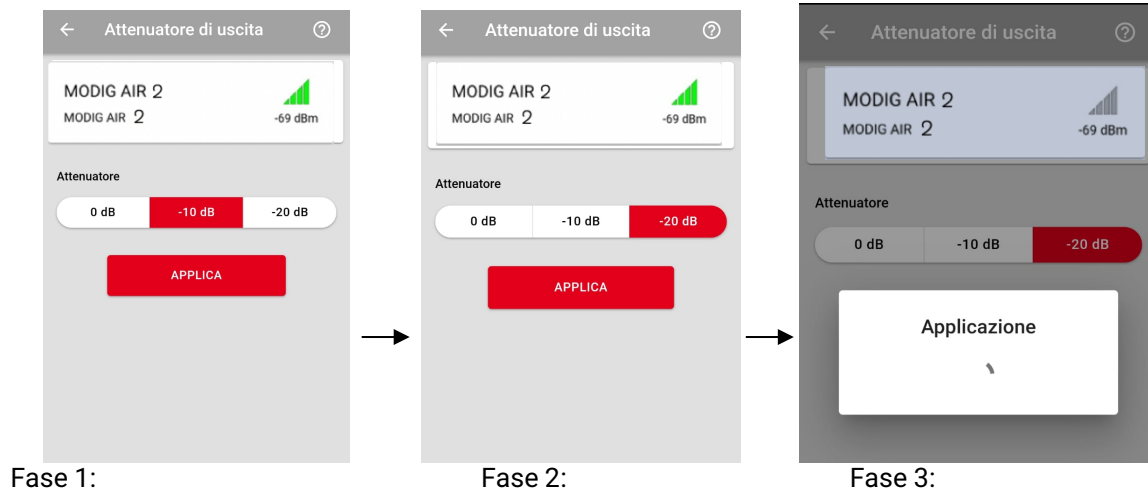 Attenuatore di uscita
MODIG AIR 2
MODIG AIR 2
-69 dBm
Attenuatore
0 dB -10 dB -20 dB
APPLICA
Fase 1:
Attenuatore di uscita
MODIG AIR 2
MODIG AIR 2
-69 dBm
Attenuatore
0 dB -10 dB -20 dB
APPLICA
Fase 2:
Attenuatore di uscita
MODIG AIR 2
MODIG AIR 2
-69 dBm
Attenuatore
0 dB -10 dB -20 dB
Applicazione
Fase 3: